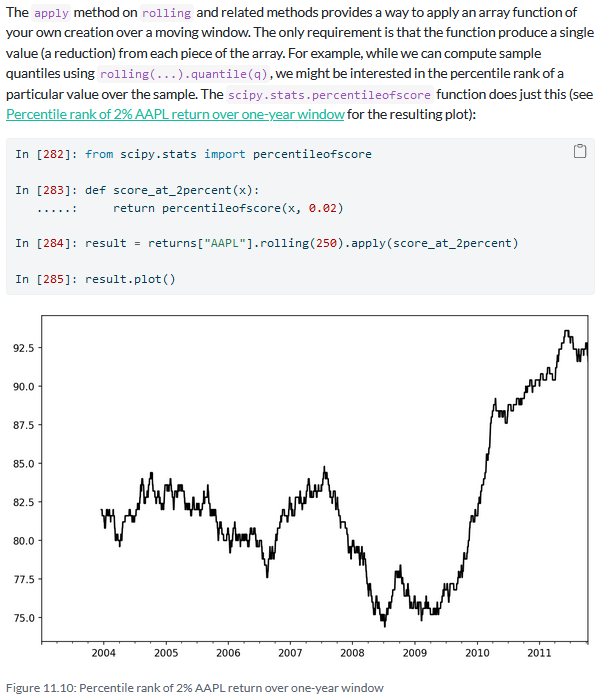 The apply method on rolling and related methods provides a way to apply an array function of
your own creation over a moving window. The only requirement is that the function produce a single
value (a reduction) from each piece of the array. For example, while we can compute sample
quantiles using rolling(...).quantile(q), we might be interested in the percentile rank of a
particular value over the sample. The scipy.stats.percentileofscore function does just this (see
Percentile rank of 2% AAPL return over one-year window for the resulting plot):
In [282]: from scipy.stats import percentileofscore
In [283]: def score_at_2percent(x):
.....:     return percentileofscore(x, 0.02)
In [284]: result = returns["AAPL"].rolling(250).apply(score_at_2percent)
In [285]: result.plot()
92.5
90.0
87.5
85.0
82.5
80.0
77.5
75.0
2004 2005 2006 2007 2008 2009 2010 2011
Figure 11.10: Percentile rank of 2% AAPL return over one-year window